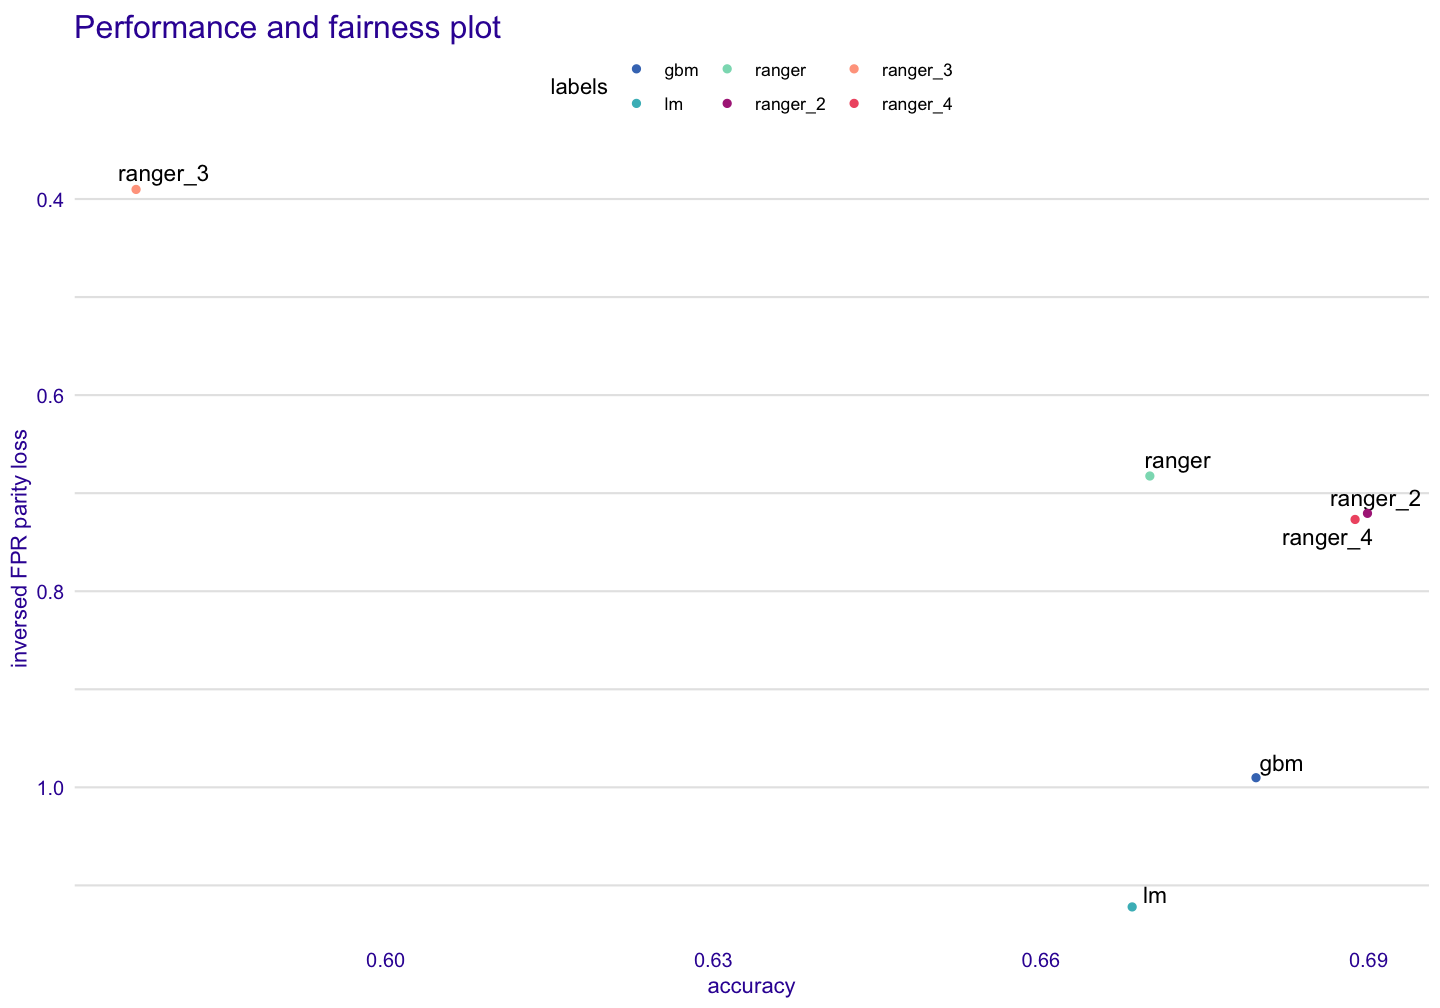 Performance and fairness plot
labels
gbm ranger ranger_3
lm ranger_2 ranger_4
ranger_3
0.4
0.6
ranger
ranger_2
ranger_4
0.8
gbm
1.0
lm
inversed FPR parity loss
0.60 0.63 0.66 0.69
accuracy